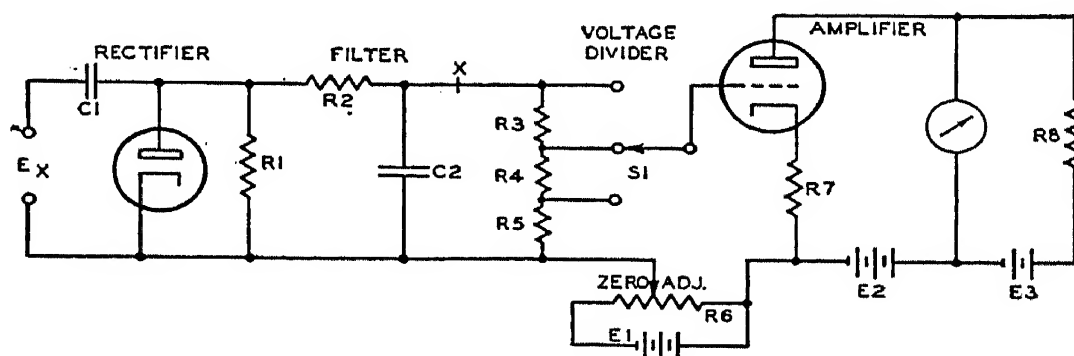 RECTIFIER
FILTER
VOLTAGE
DIVIDER
AMPLIFIER
C1
X
R2
R3
Ex
R1
C2
R4
S1
R5
R7
R8
ZERO ADJ.
R6
E1
E2
E3